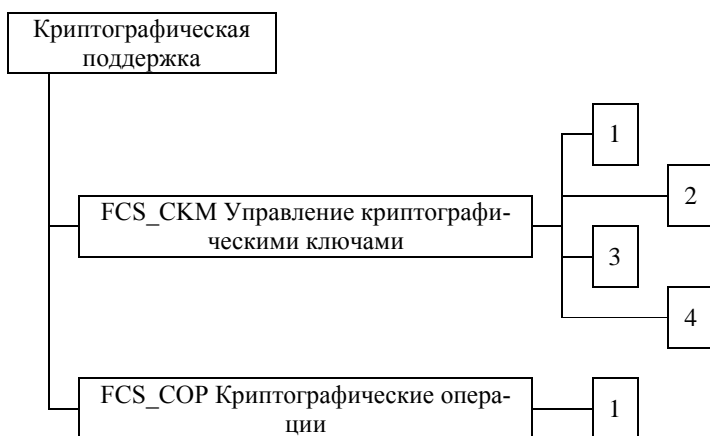 Криптографическая
поддержка
1
2
FCS_CKM Управление криптографи-
ческими ключами
3
4
FCS_COP Криптографические опера-
ции
1